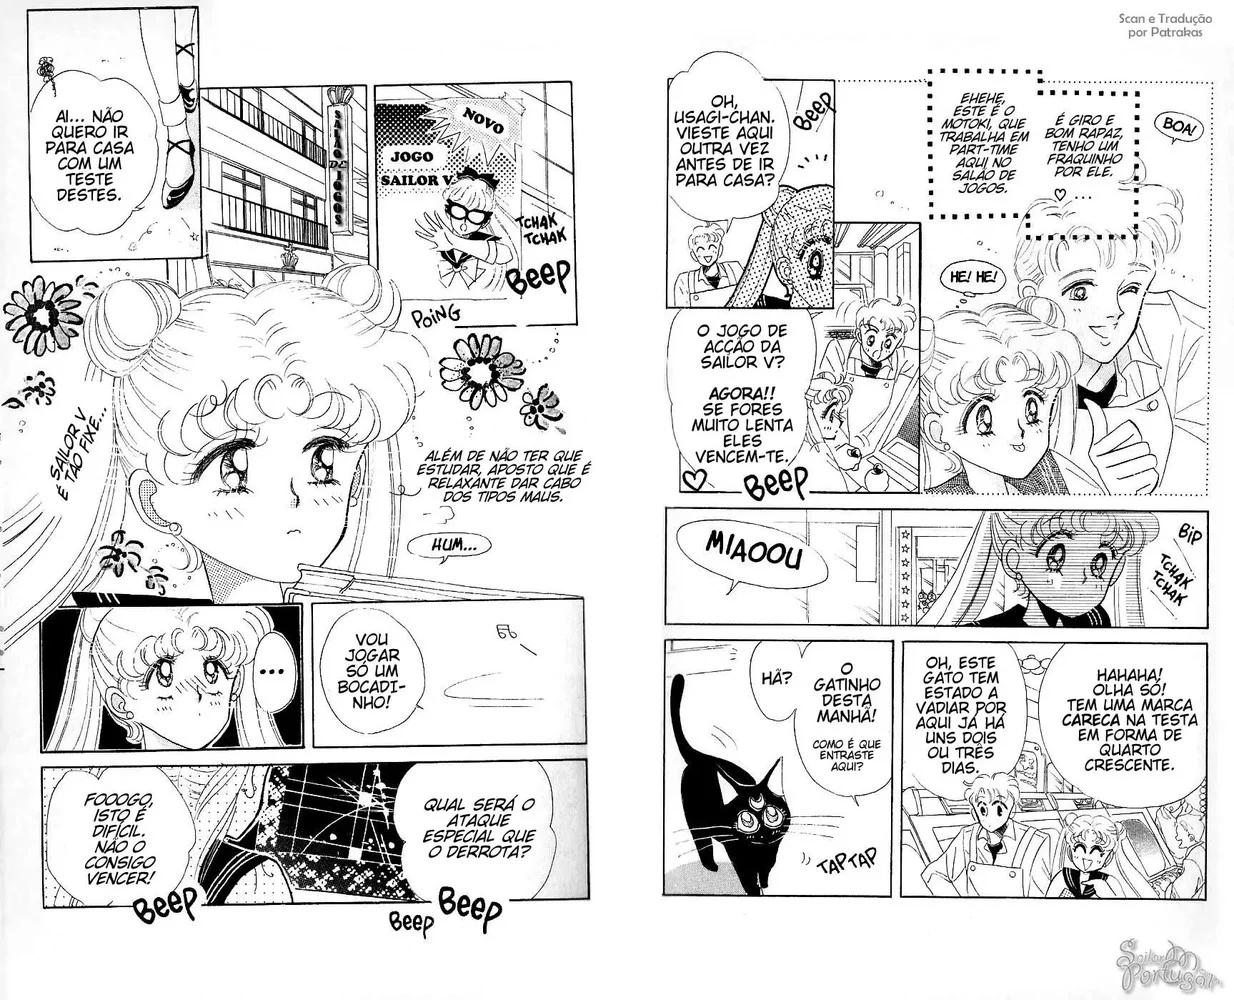 Scan e Tradução
por Patrakas
AI... NÃO
QUERO IR
PARA CASA
COM UM
TESTE
DESTES.
SALÃO
DE
JOGOS
NOVO
JOGO
SAILOR V
TCHAK
TCHAK
BEEP
POING
SAILOR V
É TÃO FIXE...
ALÉM DE NÃO TER QUE
ESTUDAR, APOSTO QUE É
RELAXANTE DAR CABO
DOS TIPOS MAUS.
HUM...
...
VOU
JOGAR
SÓ UM
BOCADI-
NHO!
FOOOGO,
ISTO É
DIFÍCIL.
NÃO O
CONSIGO
VENCER!
BEEP
QUAL SERÁ O
ATAQUE
ESPECIAL QUE
O DERROTA?
BEEP
BEEP
OH,
USAGI-CHAN.
VIESTE AQUI
OUTRA VEZ
ANTES DE IR
PARA CASA?
BEEP
EHEHE,
ESTE É O
MOTOKI, QUE
TRABALHA EM
PART-TIME
AQUI NO
SALÃO DE
JOGOS.
É GIRO E
BOM RAPAZ,
TENHO UM
FRAQUINHO
POR ELE.
♡...
BOA!
HE! HE!
O JOGO DE
ACÇÃO DA
SAILOR V?
AGORA!!
SE FORES
MUITO LENTA
ELES
VENCEM-TE.
♡
BEEP
MIAOOU
BIP
TCHAK
TCHAK
HÃ?
O
GATINHO
DESTA
MANHÃ!
COMO É QUE
ENTRASTE
AQUI?
TAP TAP
OH, ESTE
GATO TEM
ESTADO A
VADIAR POR
AQUI JÁ HÁ
UNS DOIS
OU TRÊS
DIAS.
HAHAHA!
OLHA SÓ!
TEM UMA MARCA
CARECA NA TESTA
EM FORMA DE
QUARTO
CRESCENTE.
Sailor
Portugal